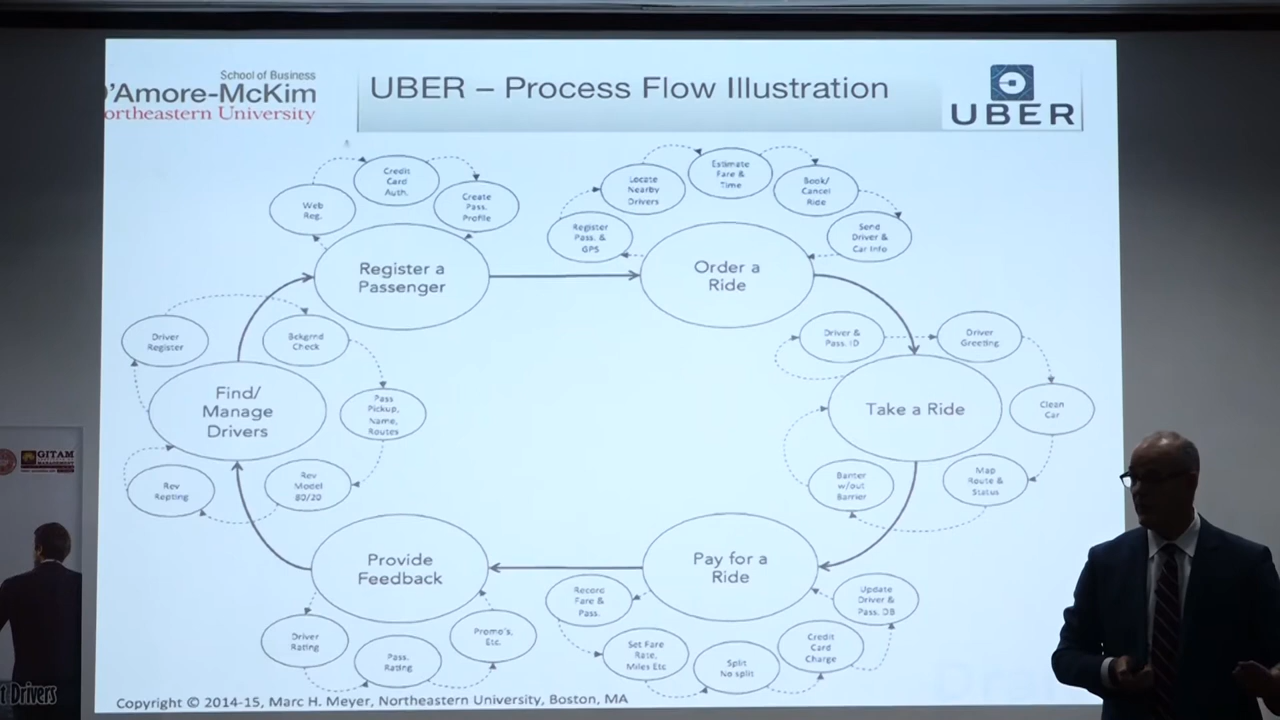 School of Business
'Amore-McKim
ortheastern University
UBER – Process Flow Illustration
UBER
Credit
Card
Auth.
Web
Reg.
Create
Pass.
Profile
Register a
Passenger
Locate
Nearby
Drivers
Estimate
Fare &
Time
Book/
Cancel
Ride
Register
Pass. &
GPS
Send
Driver &
Car Info
Order a
Ride
Driver
Register
Bckgrnd
Check
Find/
Manage
Drivers
Pass
Pickup,
Name,
Routes
Rev
Repting
Rev
Model
80/20
Driver &
Pass. ID
Driver
Greeting
Take a Ride
Clean
Car
Banter
w/out
Barrier
Map
Route &
Status
Provide
Feedback
Driver
Rating
Pass.
Rating
Promo's,
Etc.
Pay for a
Ride
Record
Fare &
Pass.
Set Fare
Rate,
Miles Etc
Split
No split
Credit
Card
Charge
Update
Driver &
Pass. DB
Copyright © 2014-15, Marc H. Meyer, Northeastern University, Boston, MA
GITAM
t Drivers